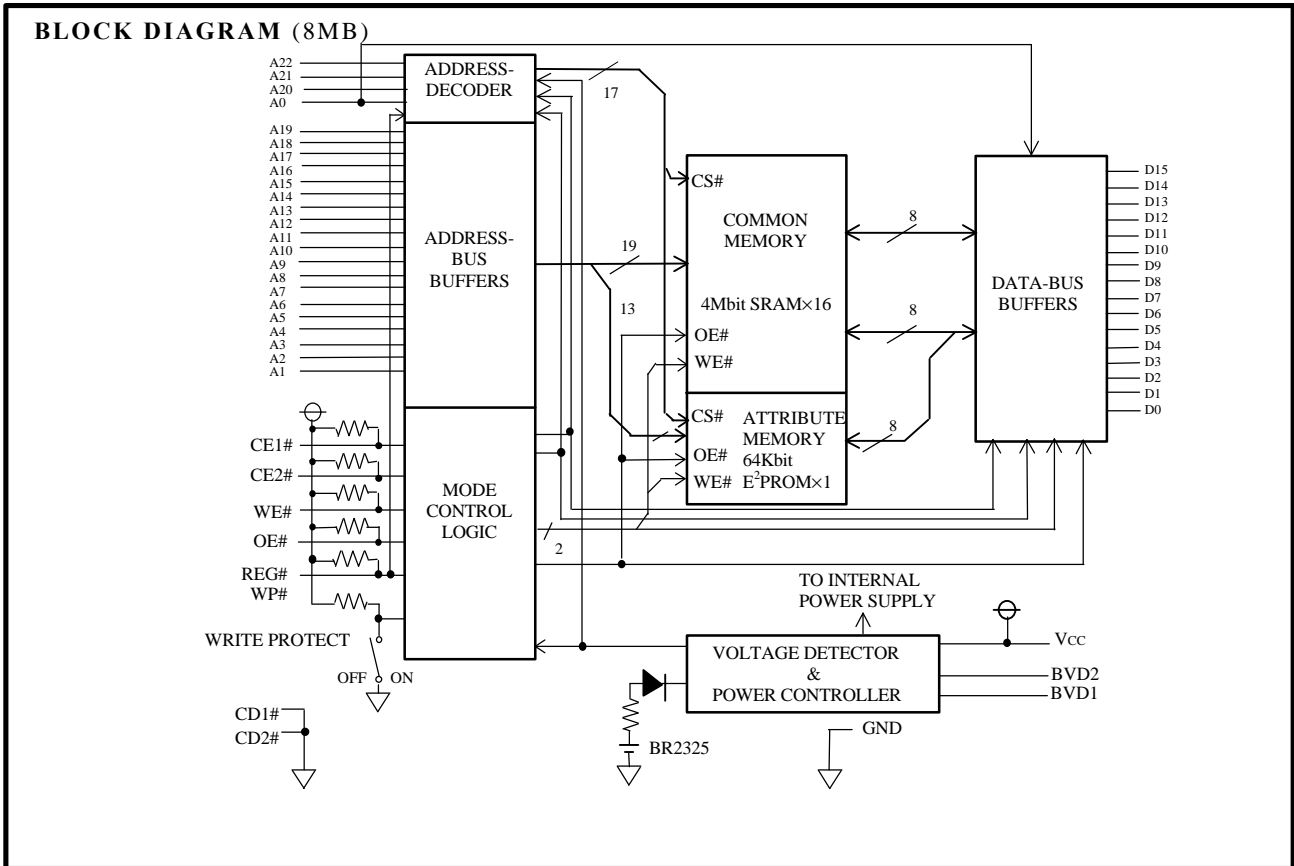 BLOCK DIAGRAM (8MB)
A22
A21
A20
A0
A19
A18
A17
A16
A15
A14
A13
A12
A11
A10
A9
A8
A7
A6
A5
A4
A3
A2
A1
CE1#
CE2#
WE#
OE#
REG#
WP#
WRITE PROTECT
OFF ON
CD1#
CD2#
ADDRESS-
DECODER
ADDRESS-
BUS
BUFFERS
MODE
CONTROL
LOGIC
17
19
13
2
CS#
COMMON
MEMORY
4Mbit SRAM×16
OE#
WE#
CS# ATTRIBUTE
MEMORY
OE# 64Kbit
WE# E²PROM×1
8
8
8
DATA-BUS
BUFFERS
D15
D14
D13
D12
D11
D10
D9
D8
D7
D6
D5
D4
D3
D2
D1
D0
TO INTERNAL
POWER SUPPLY
VOLTAGE DETECTOR
&
POWER CONTROLLER
VCC
BVD2
BVD1
GND
BR2325